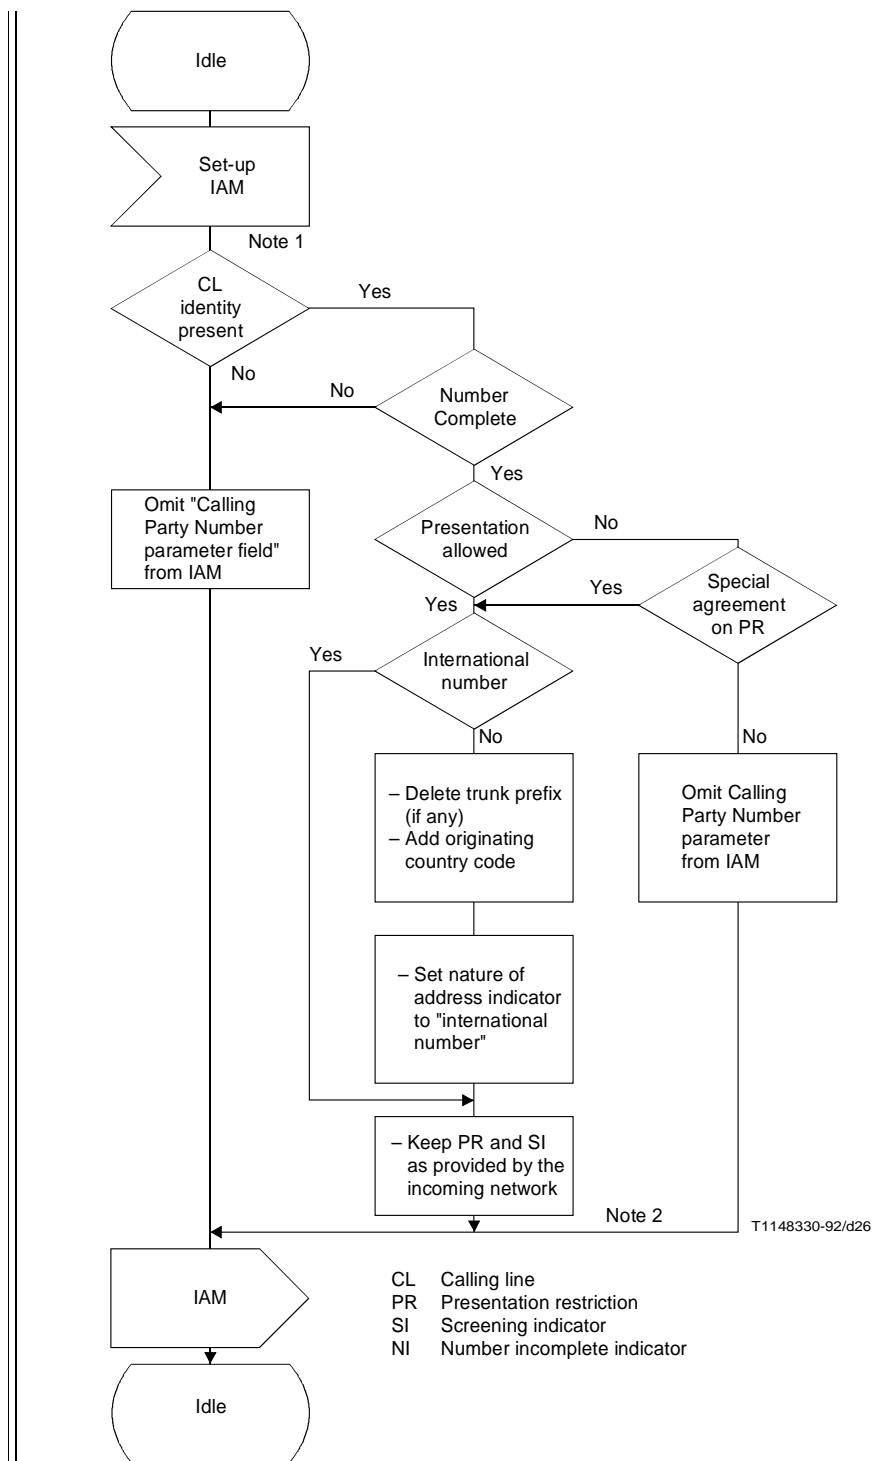 Idle
Set-up
IAM
Note 1
CL
identity
present
Yes
No
No
Number
Complete
Yes
Omit "Calling
Party Number
parameter field"
from IAM
Presentation
allowed
No
Yes
Yes
Special
agreement
on PR
Yes
International
number
No
No
– Delete trunk prefix
(if any)
– Add originating
country code
Omit Calling
Party Number
parameter
from IAM
– Set nature of
address indicator
to "international
number"
– Keep PR and SI
as provided by the
incoming network
Note 2
T1148330-92/d26
IAM
CL Calling line
PR Presentation restriction
SI Screening indicator
NI Number incomplete indicator
Idle